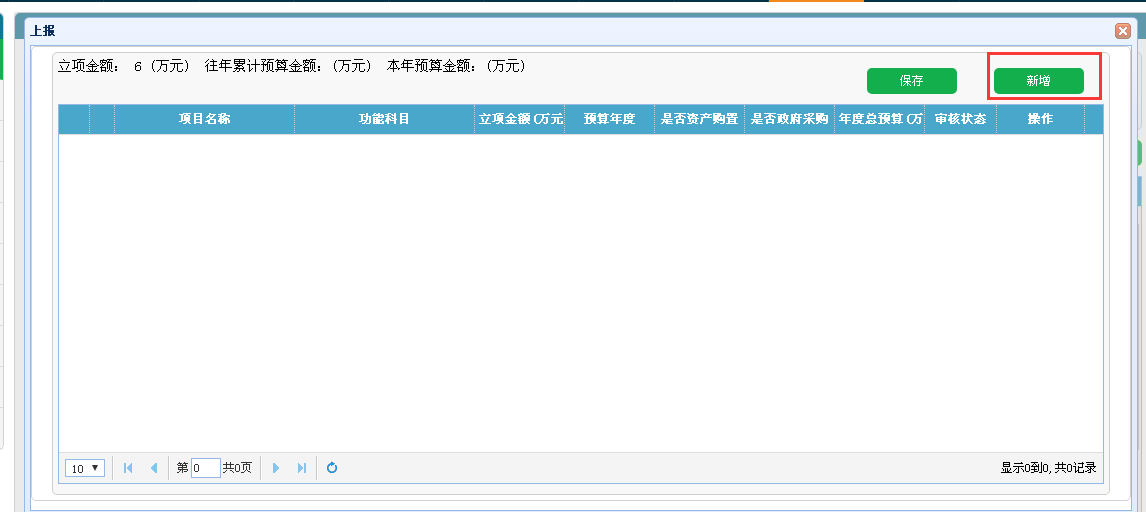 上报
立项金额： 6 (万元) 往年累计预算金额：(万元) 本年预算金额：(万元)
保存 新增
项目名称 功能科目 立项金额(万元 预算年度 是否资产购置 是否政府采购 年度总预算(万 审核状态 操作
10 第 0 共0页 显示0到0, 共0记录